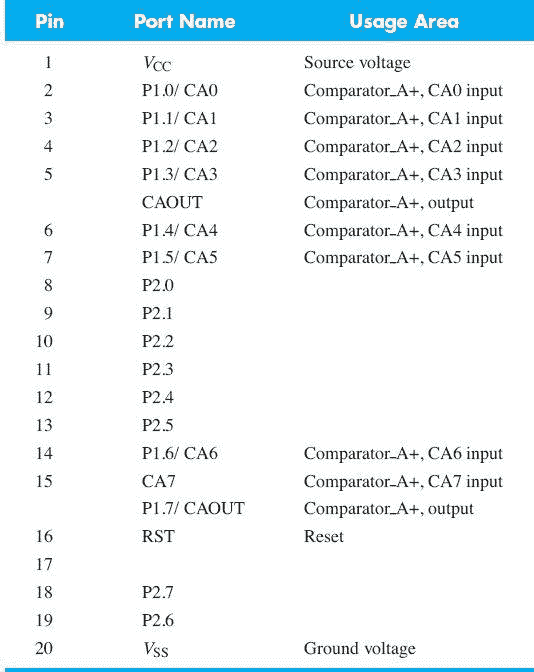 Pin Port Name Usage Area
1 VCC Source voltage
2 P1.0/ CA0 Comparator_A+, CA0 input
3 P1.1/ CA1 Comparator_A+, CA1 input
4 P1.2/ CA2 Comparator_A+, CA2 input
5 P1.3/ CA3 Comparator_A+, CA3 input
CAOUT Comparator_A+, output
6 P1.4/ CA4 Comparator_A+, CA4 input
7 P1.5/ CA5 Comparator_A+, CA5 input
8 P2.0
9 P2.1
10 P2.2
11 P2.3
12 P2.4
13 P2.5
14 P1.6/ CA6 Comparator_A+, CA6 input
15 CA7 Comparator_A+, CA7 input
P1.7/ CAOUT Comparator_A+, output
16 RST Reset
17
18 P2.7
19 P2.6
20 VSS Ground voltage